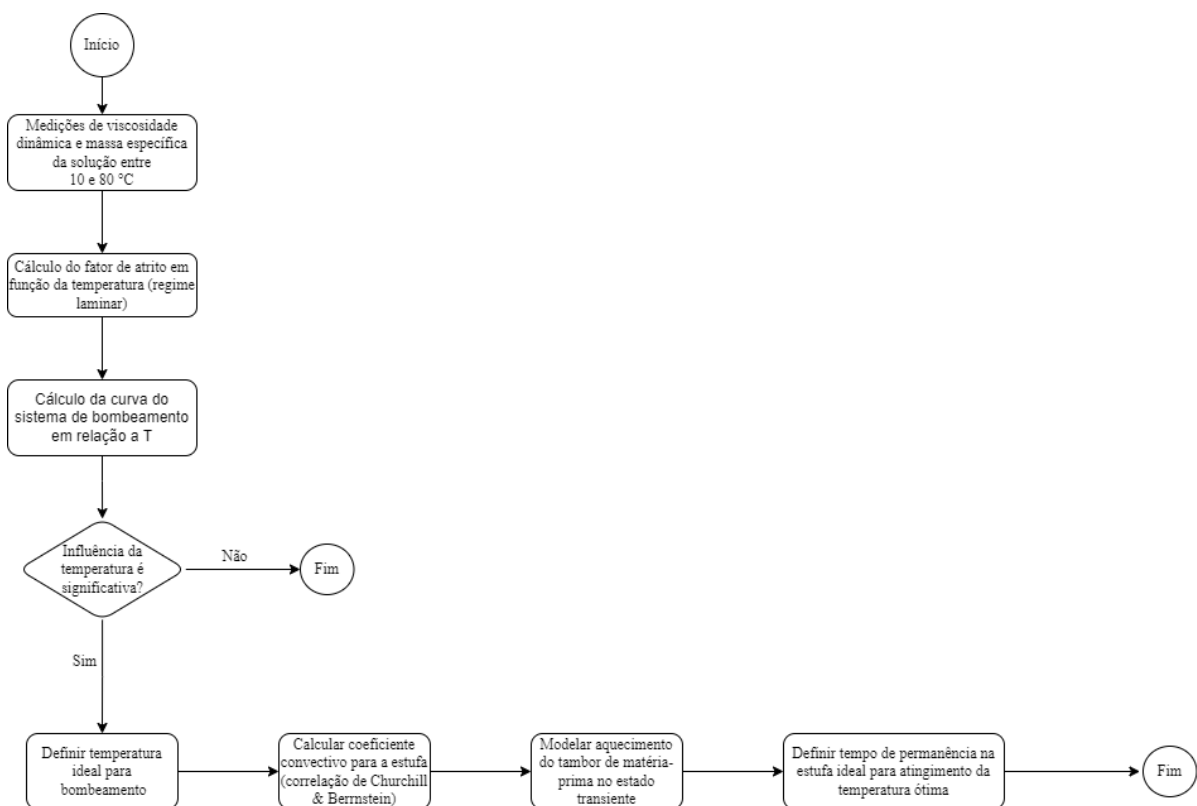 Início
Medições de viscosidade
dinâmica e massa específica
da solução entre
10 e 80 °C
Cálculo do fator de atrito em
função da temperatura (regime
laminar)
Cálculo da curva do
sistema de bombeamento
em relação a T
Influência da
temperatura é
significativa?
Não
Fim
Sim
Definir temperatura
ideal para
bombeamento
Calcular coeficiente
convectivo para a estufa
(correlação de Churchill
& Berrnstein)
Modelar aquecimento
do tambor de matéria-
prima no estado
transiente
Definir tempo de permanência na
estufa ideal para atingimento da
temperatura ótima
Fim